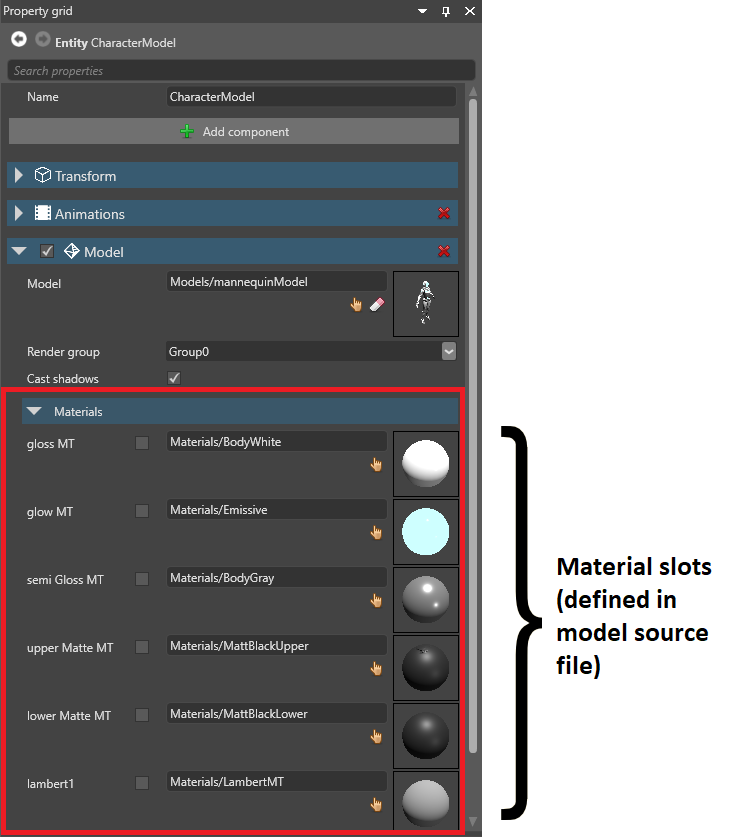 Property grid
Entity CharacterModel
Search properties
Name CharacterModel
Add component
Transform
Animations
Model
Model Models/mannequinModel
Render group Group0
Cast shadows
Materials
gloss MT Materials/BodyWhite
glow MT Materials/Emissive
semi Gloss MT Materials/BodyGray
upper Matte MT Materials/MattBlackUpper
lower Matte MT Materials/MattBlackLower
lambert1 Materials/LambertMT
Material slots
(defined in
model source
file)